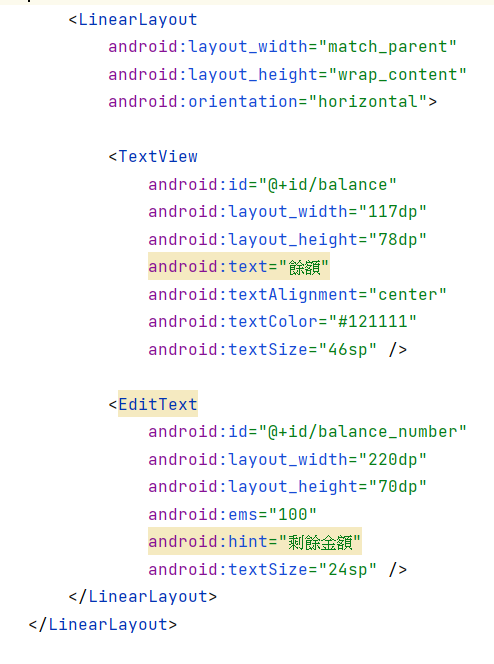 <LinearLayout
android:layout_width="match_parent"
android:layout_height="wrap_content"
android:orientation="horizontal">
<TextView
android:id="@+id/balance"
android:layout_width="117dp"
android:layout_height="78dp"
android:text="餘額"
android:textAlignment="center"
android:textColor="#121111"
android:textSize="46sp" />
<EditText
android:id="@+id/balance_number"
android:layout_width="220dp"
android:layout_height="70dp"
android:ems="100"
android:hint="剩餘金額"
android:textSize="24sp" />
</LinearLayout>
</LinearLayout>